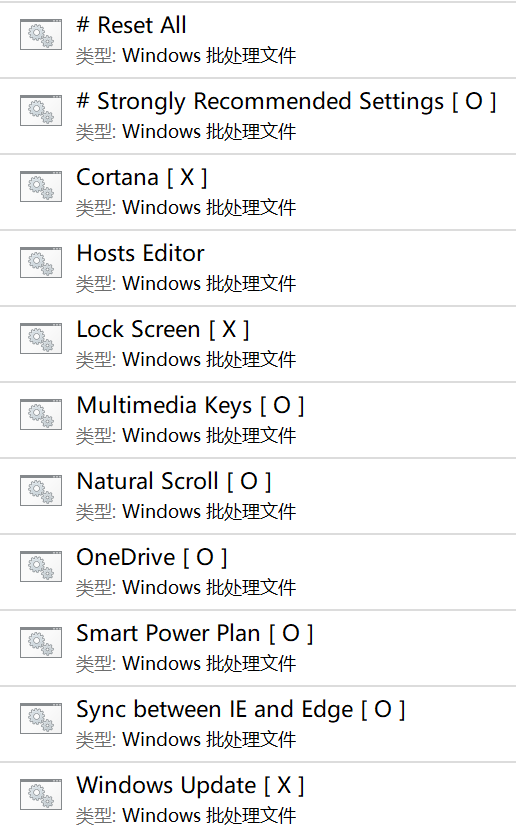 # Reset All
类型: Windows 批处理文件
# Strongly Recommended Settings [ O ]
类型: Windows 批处理文件
Cortana [ X ]
类型: Windows 批处理文件
Hosts Editor
类型: Windows 批处理文件
Lock Screen [ X ]
类型: Windows 批处理文件
Multimedia Keys [ O ]
类型: Windows 批处理文件
Natural Scroll [ O ]
类型: Windows 批处理文件
OneDrive [ O ]
类型: Windows 批处理文件
Smart Power Plan [ O ]
类型: Windows 批处理文件
Sync between IE and Edge [ O ]
类型: Windows 批处理文件
Windows Update [ X ]
类型: Windows 批处理文件